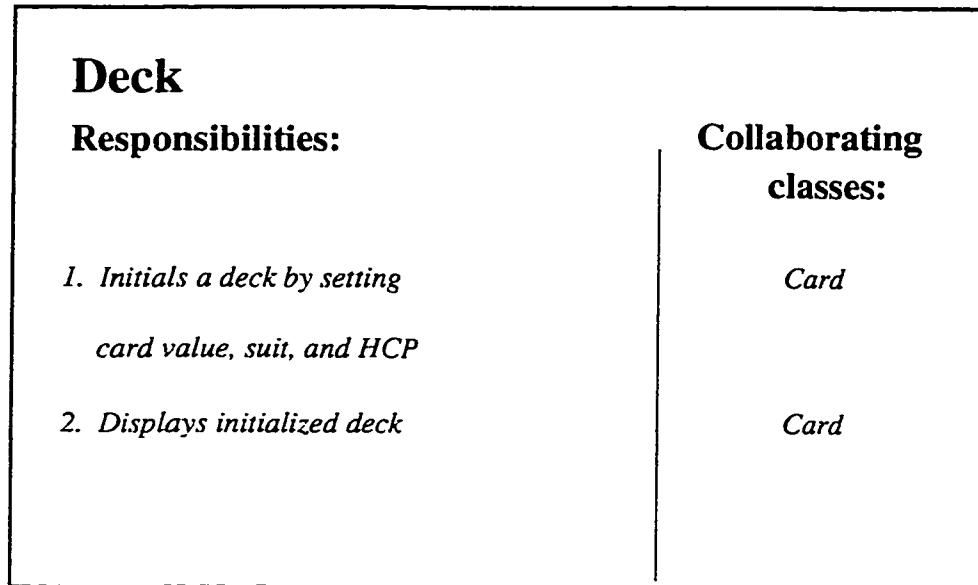 Deck
Responsibilities:
Collaborating
classes:
1. Initials a deck by setting
Card
card value, suit, and HCP
2. Displays initialized deck
Card